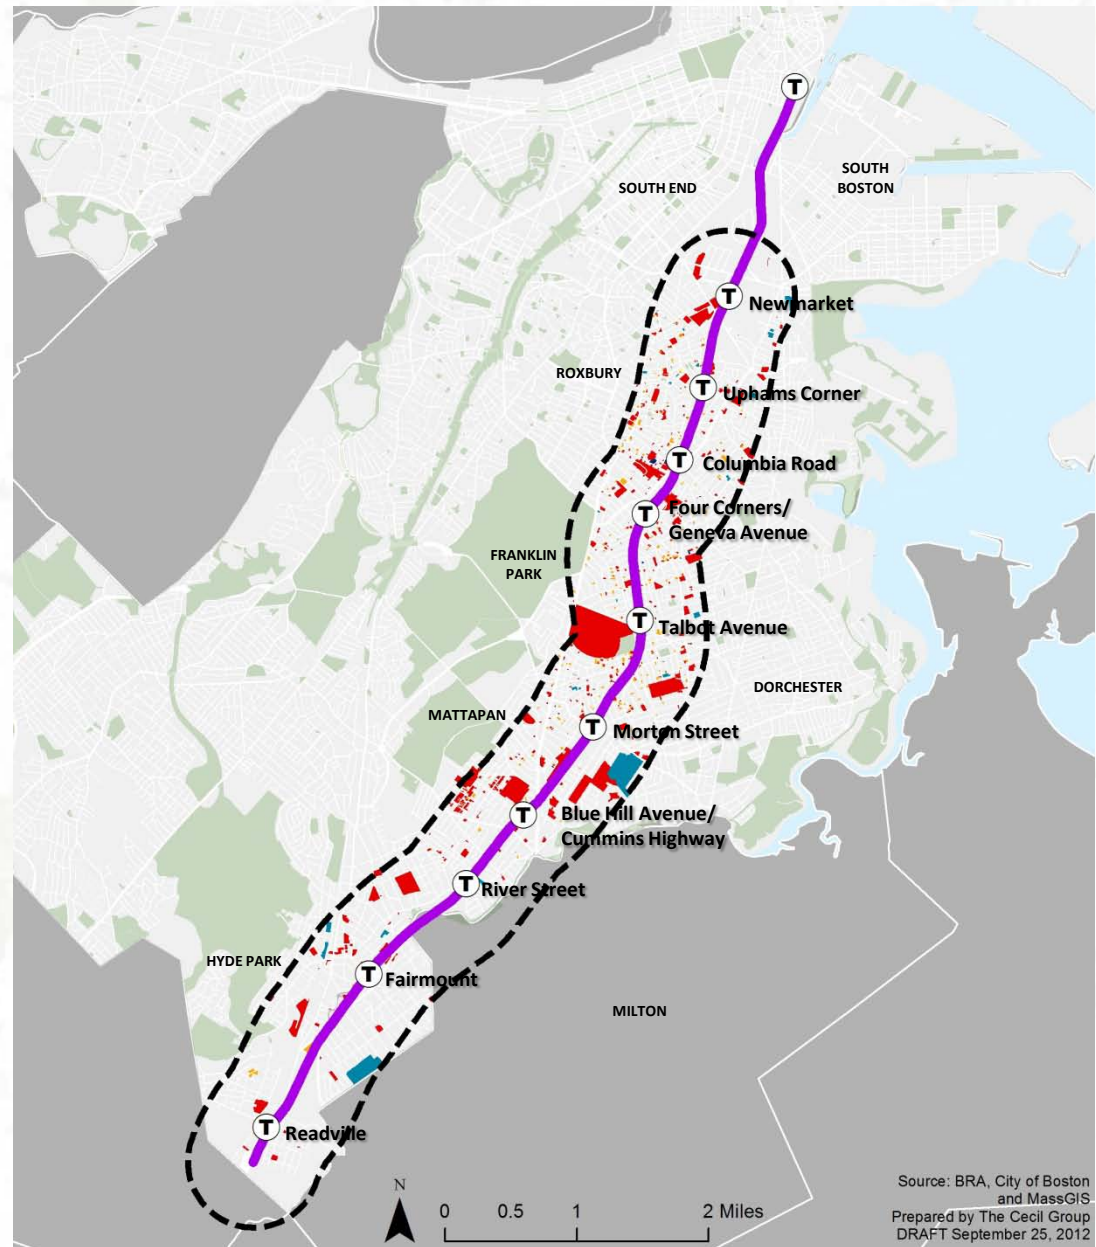 T
SOUTH
BOSTON
SOUTH END
T Newmarket
ROXBURY
T Uphams Corner
T Columbia Road
T Four Corners/
Geneva Avenue
FRANKLIN
PARK
T Talbot Avenue
DORCHESTER
MATTAPAN
T Morton Street
T Blue Hill Avenue/
Cummins Highway
T River Street
HYDE PARK
T Fairmount
MILTON
T Readville
N
0 0.5 1 2 Miles
Source: BRA, City of Boston
and MassGIS
Prepared by The Cecil Group
DRAFT September 25, 2012